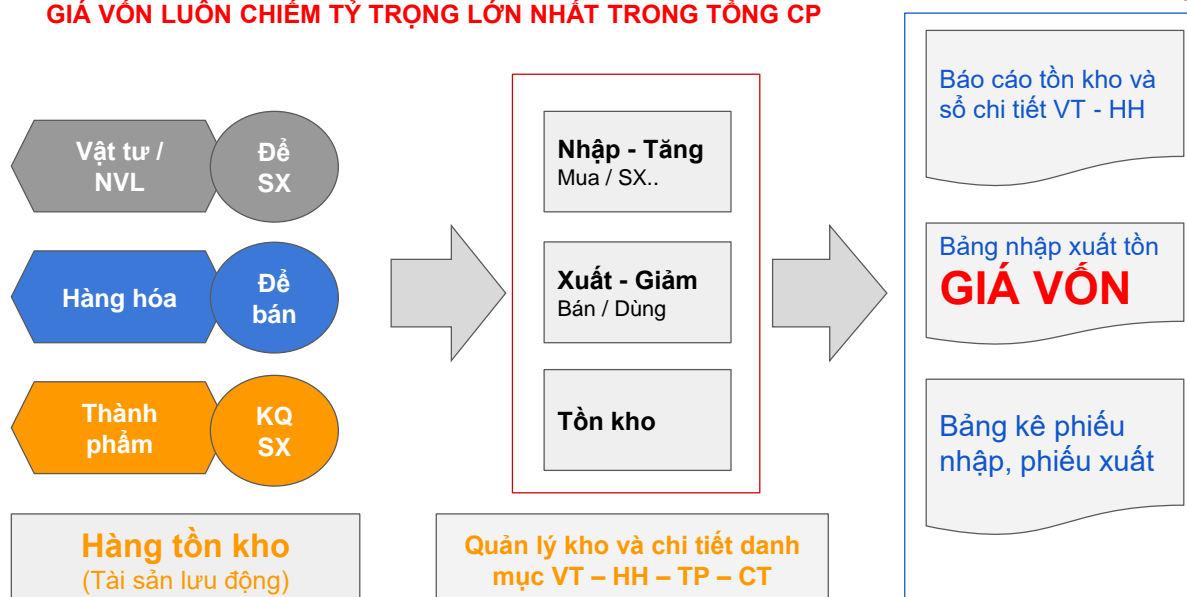 GIÁ VỐN LUÔN CHIẾM TỶ TRỌNG LỚN NHẤT TRONG TỔNG CP
Vật tư /
NVL
Để
SX
Hàng hóa
Để
bán
Thành
phẩm
KQ
SX
Hàng tồn kho
(Tài sản lưu động)
Nhập - Tăng
Mua / SX..
Xuất - Giảm
Bán / Dùng
Tồn kho
Quản lý kho và chi tiết danh
mục VT – HH – TP – CT
Báo cáo tồn kho và
sổ chi tiết VT - HH
Bảng nhập xuất tồn
GIÁ VỐN
Bảng kê phiếu
nhập, phiếu xuất